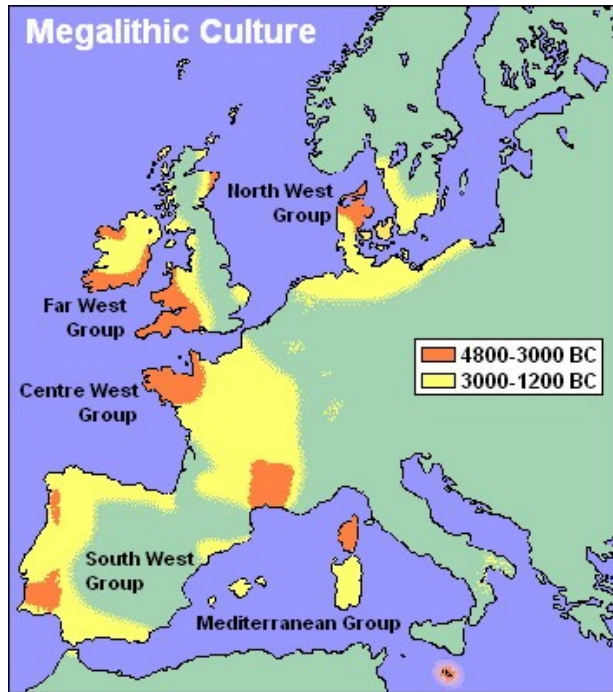 Megalithic Culture
North West
Group
Far West
Group
4800-3000 BC
3000-1200 BC
Centre West
Group
South West
Group
Mediterranean Group